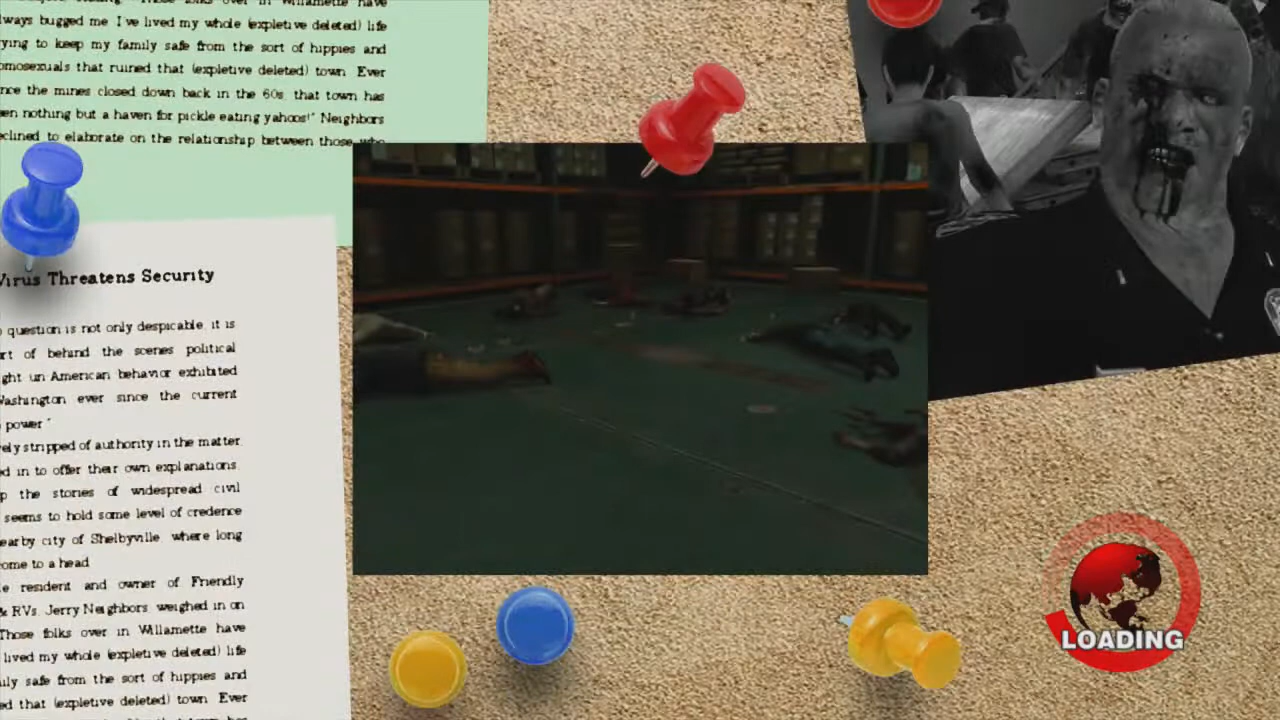 Willamette have
lways bugged me. I've lived my whole (expletive deleted) life
ying to keep my family safe from the sort of hippies and
omosexuals that ruined that (expletive deleted) town. Ever
nce the mines closed down back in the 60s, that town has
een nothing but a haven for pickle eating yahoos!" Neighbors
eclined to elaborate on the relationship between those who
Virus Threatens Security
question is not only despicable, it is
rt of behind the scenes political
ght un-American behavior exhibited
Washington ever since the current
power."
vely stripped of authority in the matter
ed in to offer their own explanations.
p the stories of widespread civil
seems to hold some level of credence
earby city of Shelbyville, where long
ome to a head.
le resident and owner of Friendly
& RVs, Jerry Neighbors, weighed in on
Those folks over in Willamette have
lived my whole (expletive deleted) life
ily safe from the sort of hippies and
ed that (expletive deleted) town. Ever
LOADING